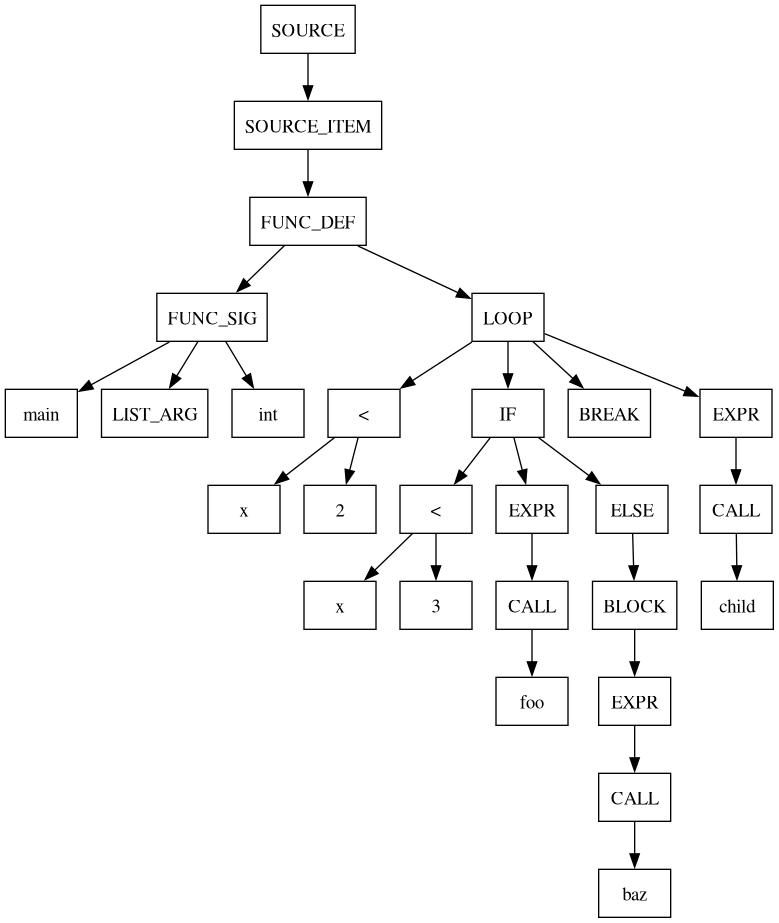 SOURCE
SOURCE_ITEM
FUNC_DEF
FUNC_SIG
LOOP
main
LIST_ARG
int
<
IF
BREAK
EXPR
x
2
<
EXPR
ELSE
CALL
x
3
CALL
BLOCK
child
foo
EXPR
CALL
baz